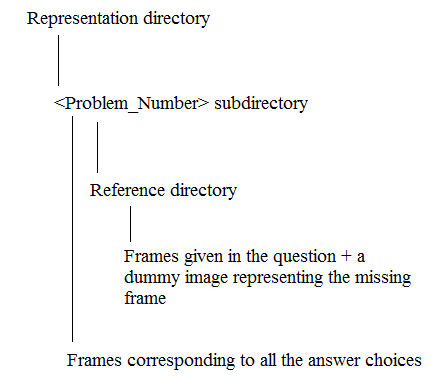 Representation directory
<Problem_Number> subdirectory
Reference directory
Frames given in the question + a
dummy image representing the missing
frame
Frames corresponding to all the answer choices